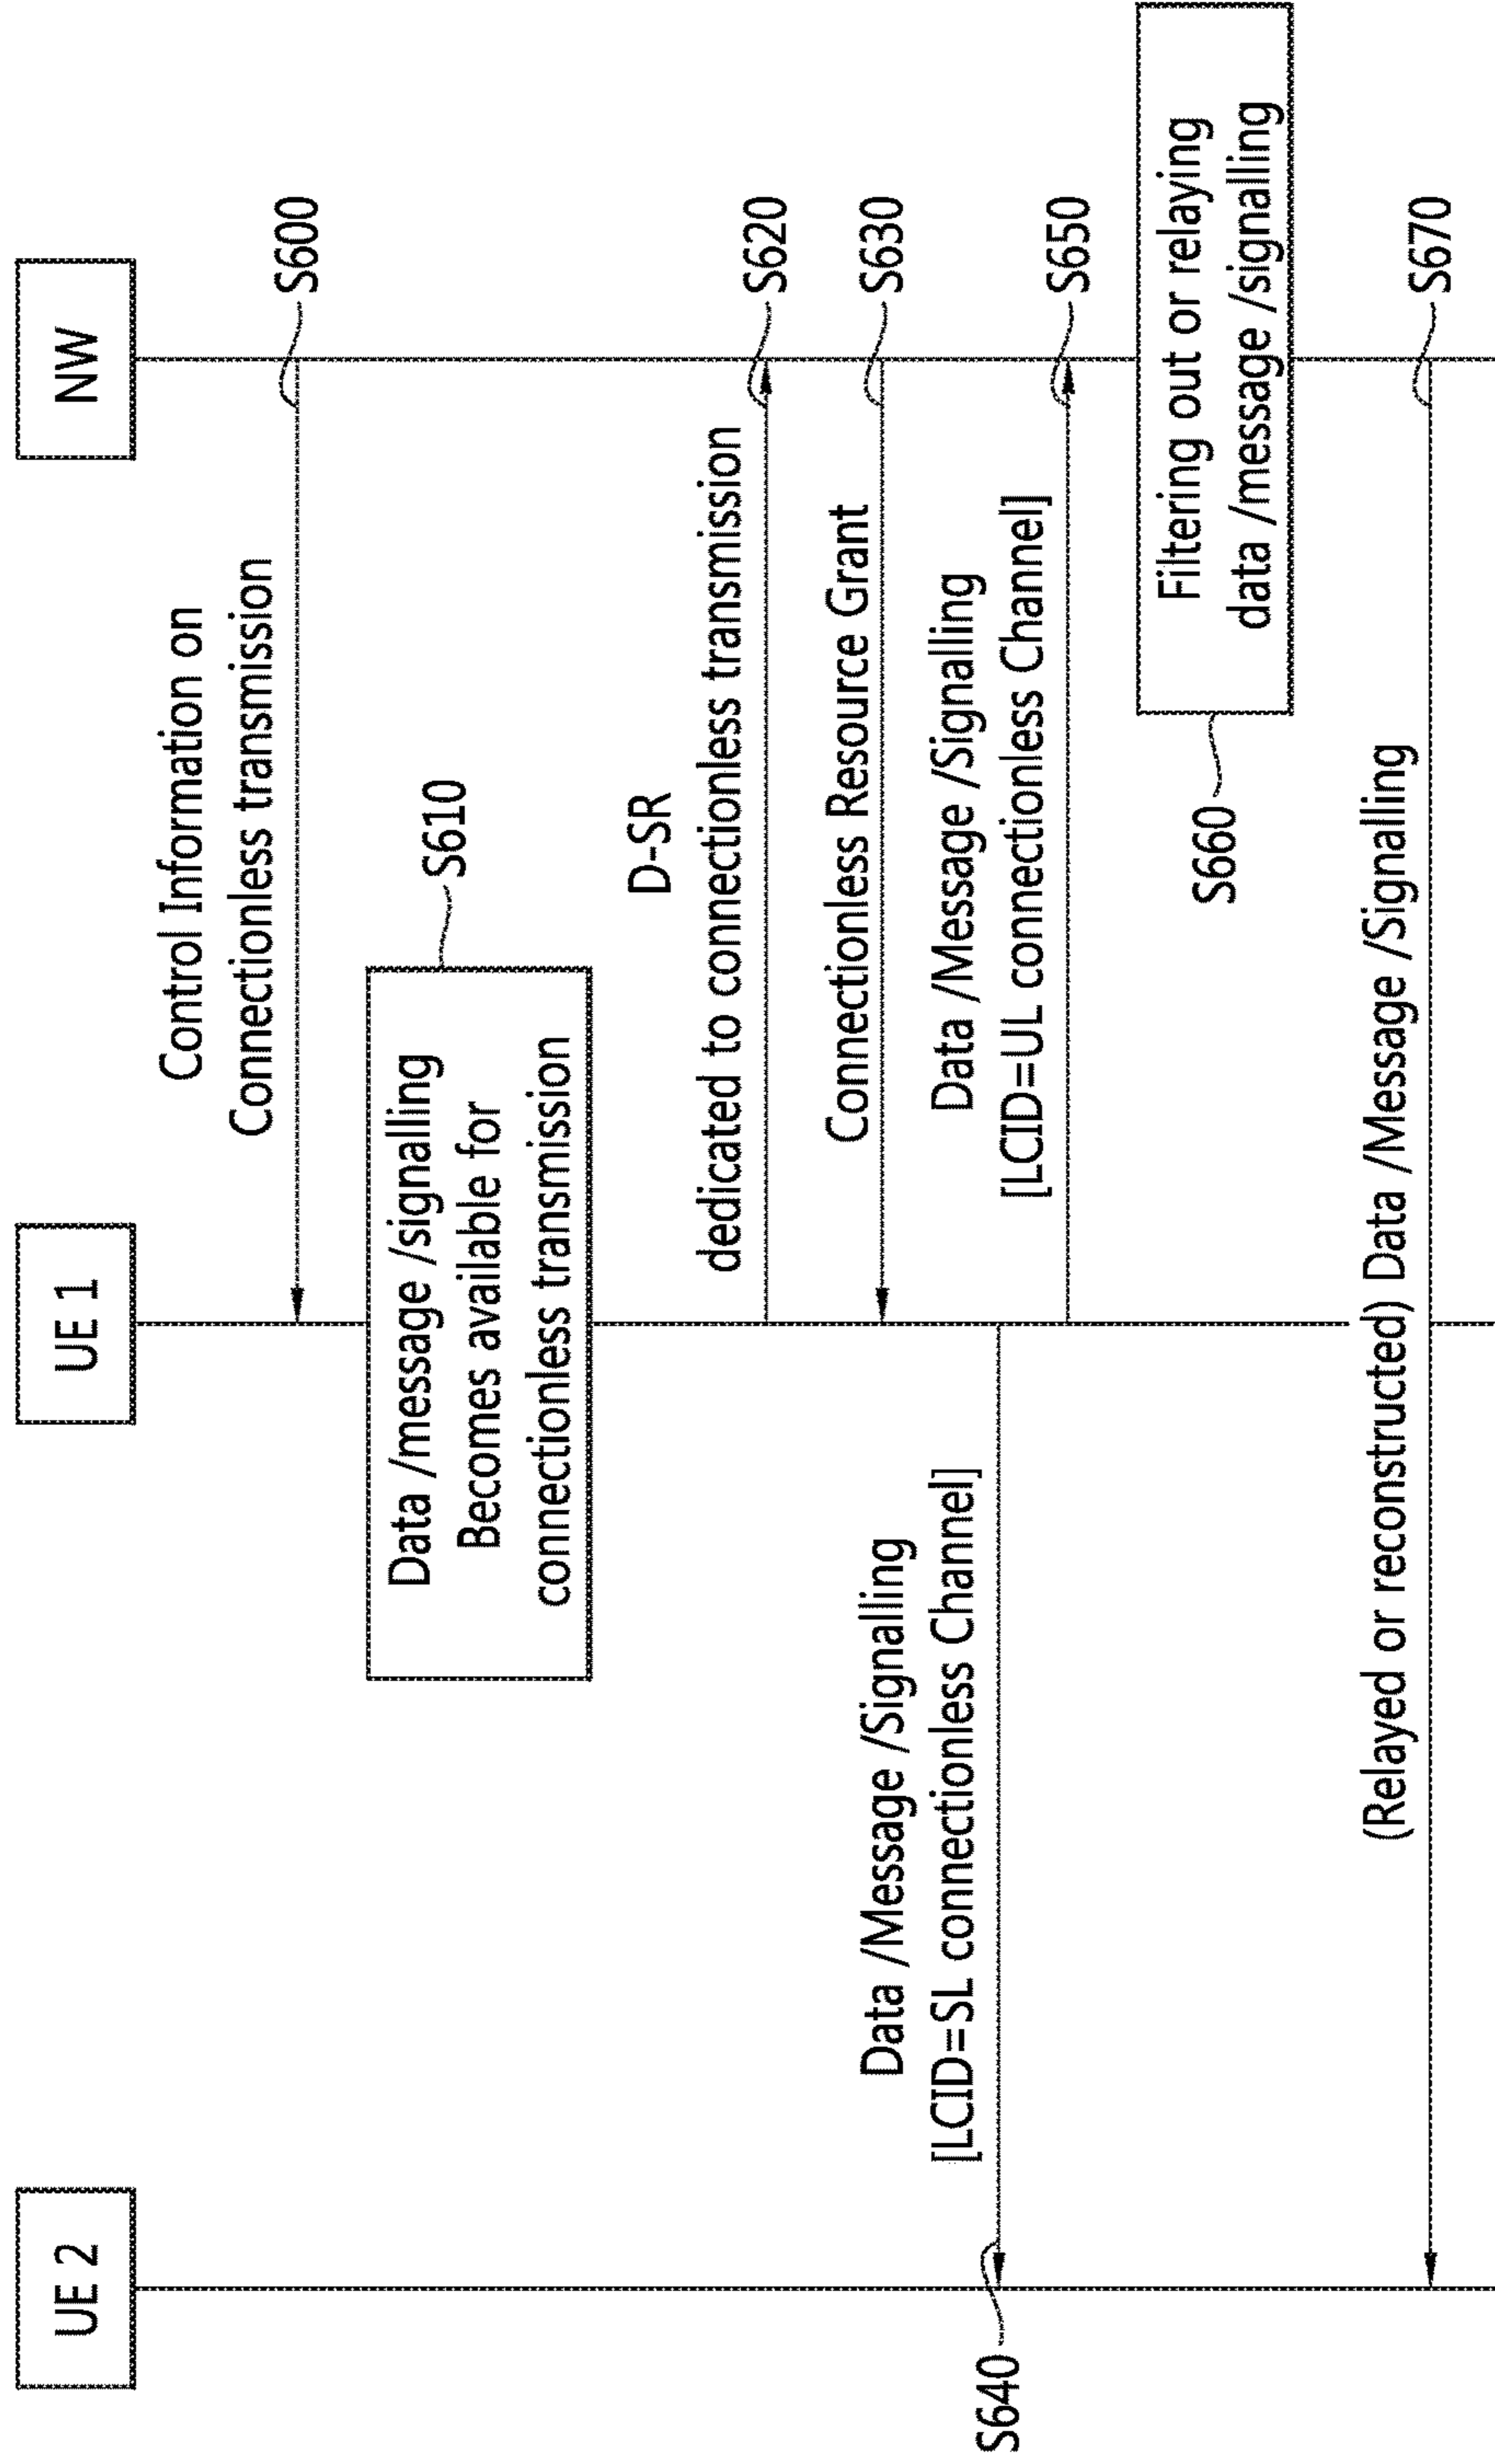 UE 2
UE 1
NW
Control Information on
Connectionless transmission
S600
Data /message /signalling
Becomes available for
connectionless transmission
S610
D-SR
dedicated to connectionless transmission
S620
Connectionless Resource Grant
S630
Data /Message /Signalling
[LCID=SL connectionless Channel]
S640
Data /Message /Signalling
[LCID=UL connectionless Channel]
S650
Filtering out or relaying
data /message /signalling
S660
(Relayed or reconstructed) Data /Message /Signalling
S670